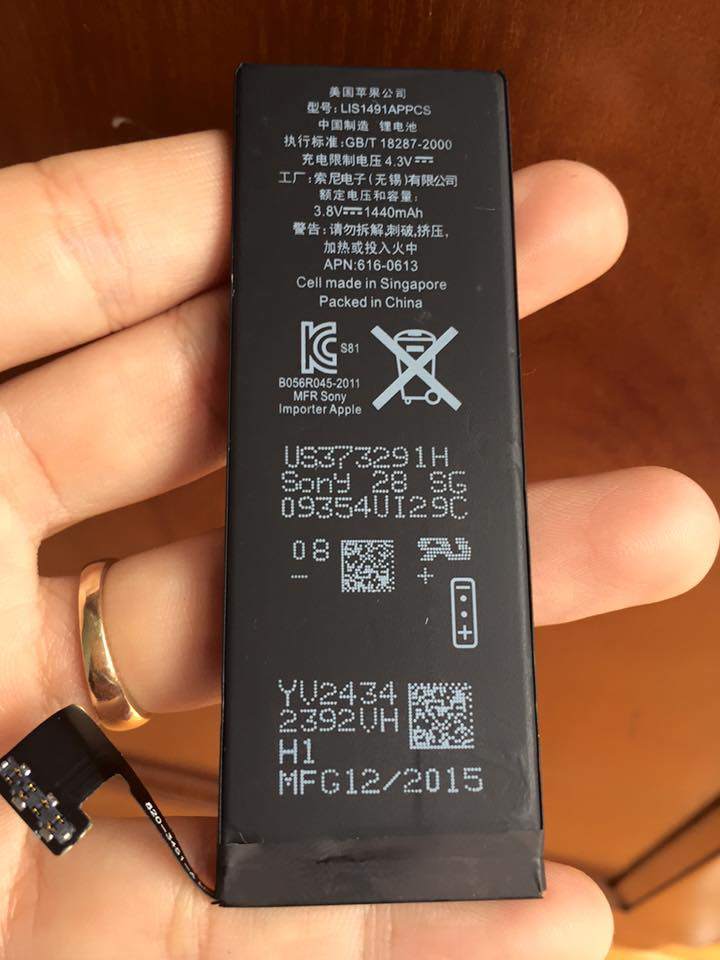 美国苹果公司
型号: LIS1491APPCS
中国制造 锂电池
执行标准:GB/T 18287-2000
充电限制电压 4.3V
工厂: 索尼电子(无锡)有限公司
额定电压和容量:
3.8V 1440mAh
警告: 请勿拆解,刺破,挤压,
加热或投入火中
APN:616-0613
Cell made in Singapore
Packed in China
S81
B056R045-2011
MFR Sony
Importer Apple
US373291H
Sony 28 SG
09354UI29C
08
- +
- +
YV2434
2392VH
H1
MFG12/2015
820-3491-